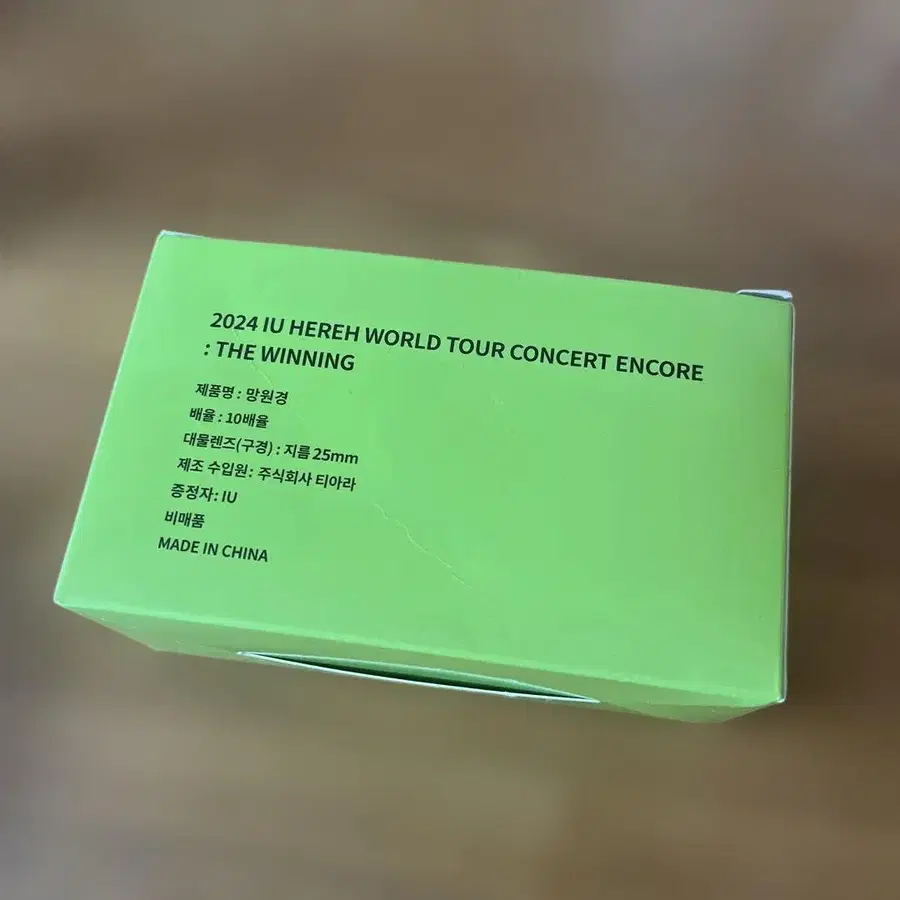 2024 IU HEREH WORLD TOUR CONCERT ENCORE
: THE WINNING
제품명 : 망원경
배율 : 10배율
대물렌즈(구경) : 지름 25mm
제조 수입원: 주식회사 티아라
증정자: IU
비매품
MADE IN CHINA